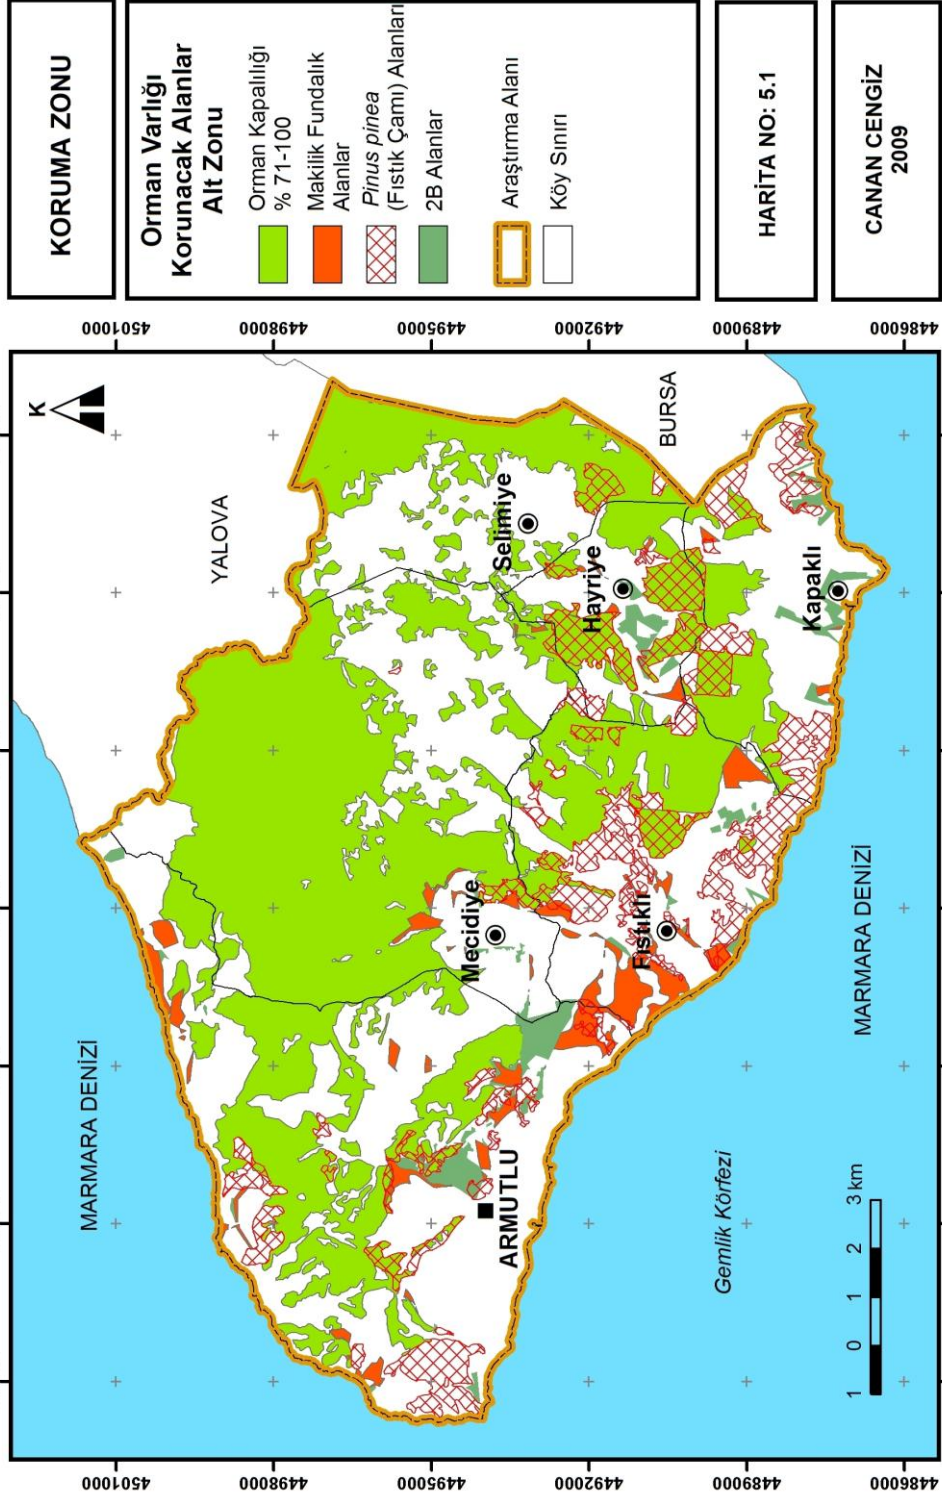 KORUMA ZONU
Orman Varlığı
Korunacak Alanlar
Alt Zonu
Orman Kapalılığı
% 71-100
Makilik Fundalık
Alanlar
Pinus pinea
(Fıstık Çamı) Alanları
2B Alanlar
Araştırma Alanı
Köy Sınırı
HARİTA NO: 5.1
CANAN CENGİZ
2009
K
MARMARA DENİZİ
YALOVA
BURSA
Selimiye
Hayriye
Kapaklı
Mecidiye
Fıstıklı
ARMUTLU
Gemlik Körfezi
MARMARA DENİZİ
1 0 1 2 3 km
4501000
4498000
4495000
4492000
4489000
4486000
4501000
4498000
4495000
4492000
4489000
4486000